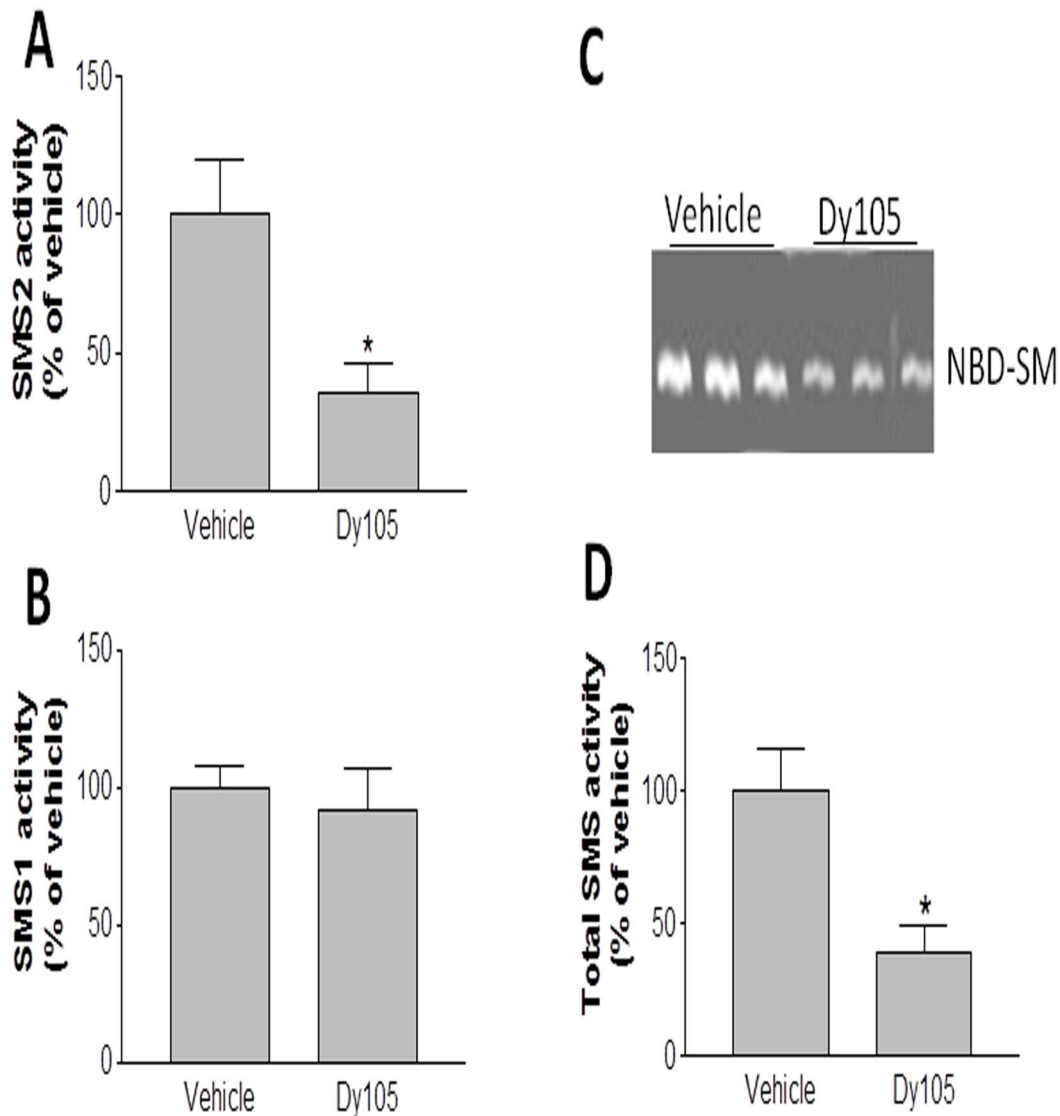 A
SMS2 activity
(% of vehicle)
150
100
50
0
*
Vehicle Dy105
B
SMS1 activity
(% of vehicle)
150
100
50
0
Vehicle Dy105
C
Vehicle Dy105
NBD-SM
D
Total SMS activity
(% of vehicle)
150
100
50
0
*
Vehicle Dy105